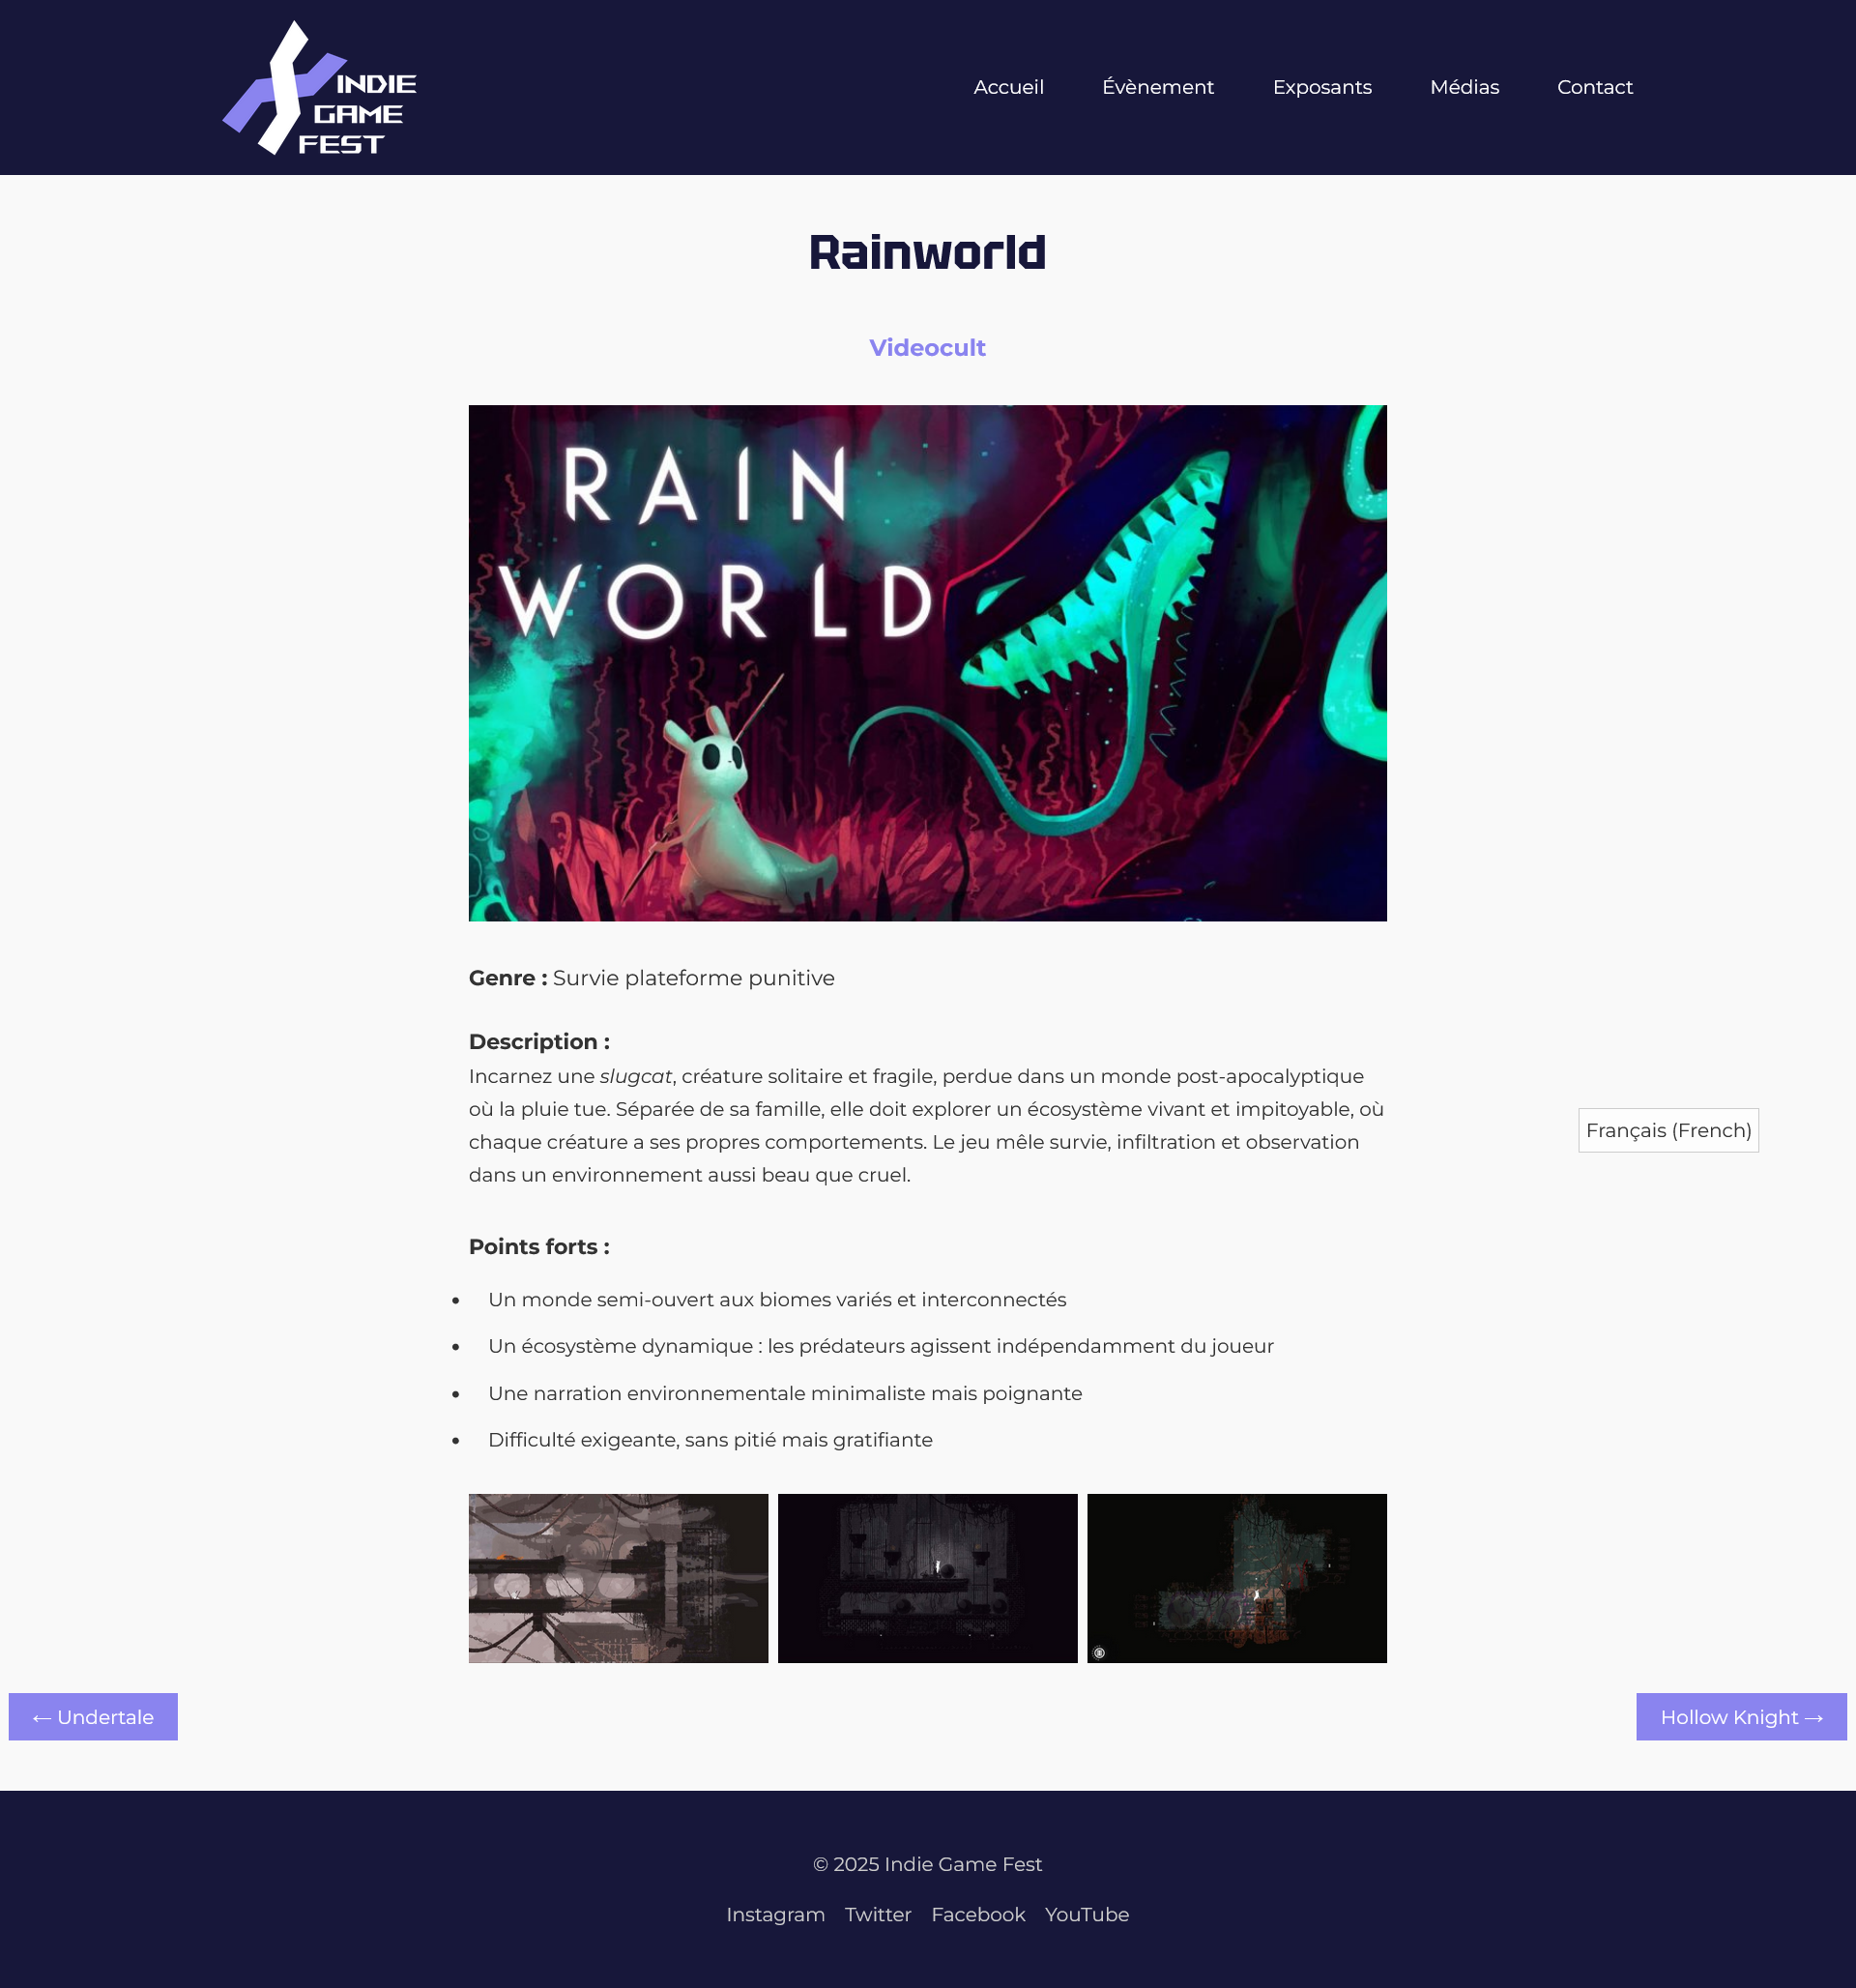 INDIE
GAME
FEST
Accueil
Évènement
Exposants
Médias
Contact
Rainworld
Videocult
RAIN
WORLD
Genre : Survie plateforme punitive
Description :
Incarnez une slugcat, créature solitaire et fragile, perdue dans un monde post-apocalyptique
où la pluie tue. Séparée de sa famille, elle doit explorer un écosystème vivant et impitoyable, où
chaque créature a ses propres comportements. Le jeu mêle survie, infiltration et observation
dans un environnement aussi beau que cruel.
Français (French)
Points forts :
• Un monde semi-ouvert aux biomes variés et interconnectés
• Un écosystème dynamique : les prédateurs agissent indépendamment du joueur
• Une narration environnementale minimaliste mais poignante
• Difficulté exigeante, sans pitié mais gratifiante
← Undertale
Hollow Knight →
© 2025 Indie Game Fest
Instagram Twitter Facebook YouTube